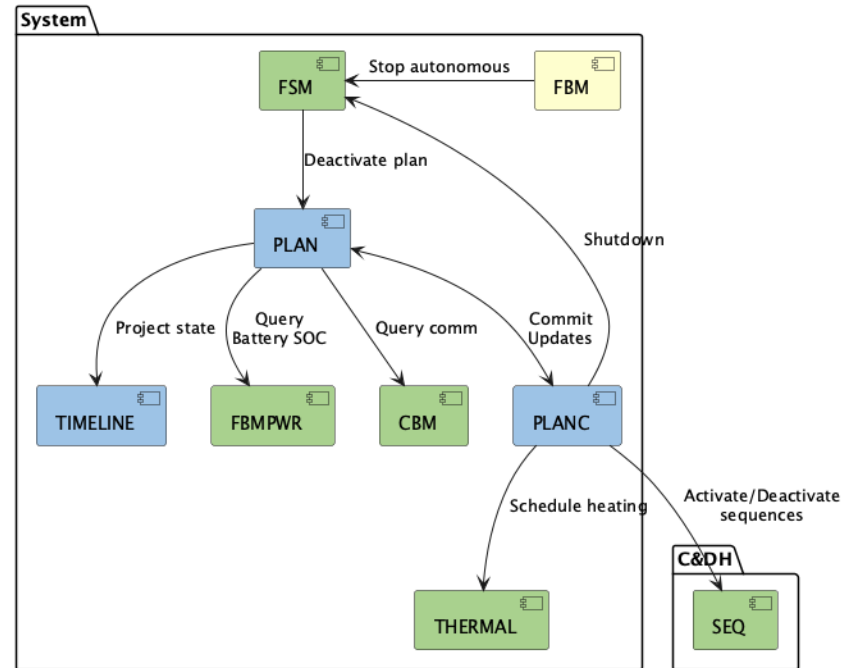 System
FSM
Stop autonomous
FBM
Deactivate plan
PLAN
Shutdown
Project state
Query
Battery SOC
Query comm
Commit
Updates
TIMELINE
FBMPWR
CBM
PLANC
Schedule heating
Activate/Deactivate
sequences
C&DH
THERMAL
SEQ